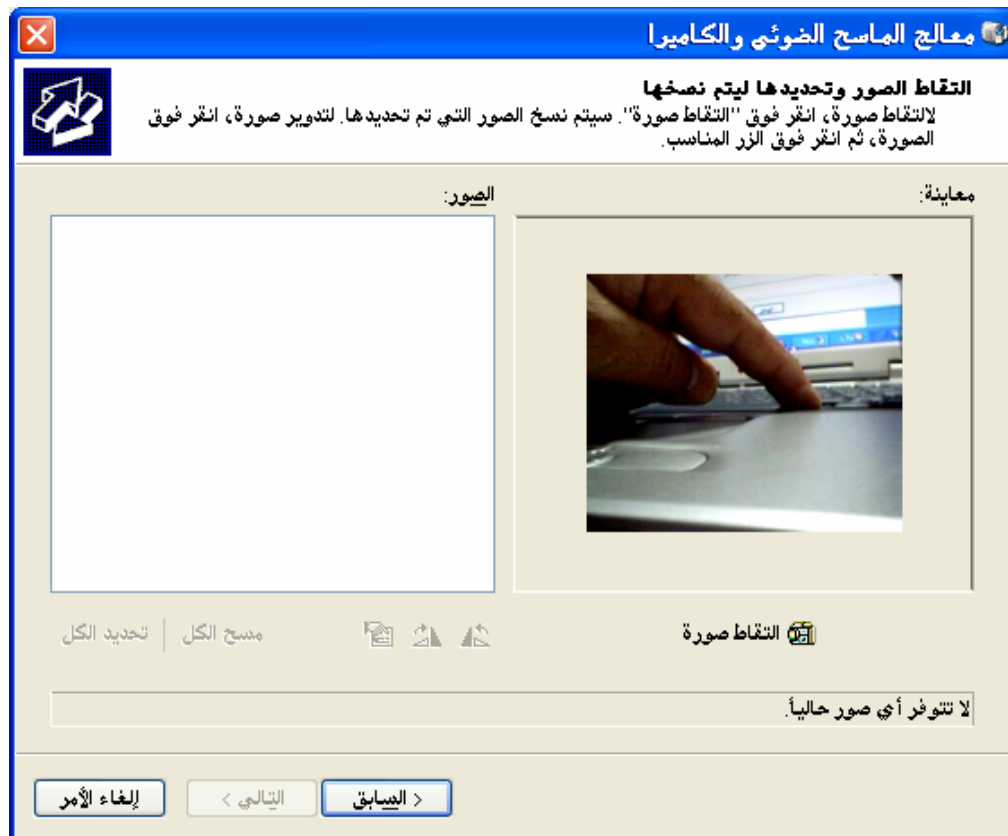 معالج الماسح الضوئي والكاميرا
التقاط الصور وتحديدها ليتم نسخها
لالتقاط صورة، انقر فوق "التقاط صورة". سيتم نسخ الصور التي تم تحديدها. لتدوير صورة، انقر فوق
الصورة، ثم انقر فوق الزر المناسب.
معاينة:
الصور:
التقاط صورة
مسح الكل
تحديد الكل
لا تتوفر أي صور حالياً.
< السابق
التالي >
إلغاء الأمر